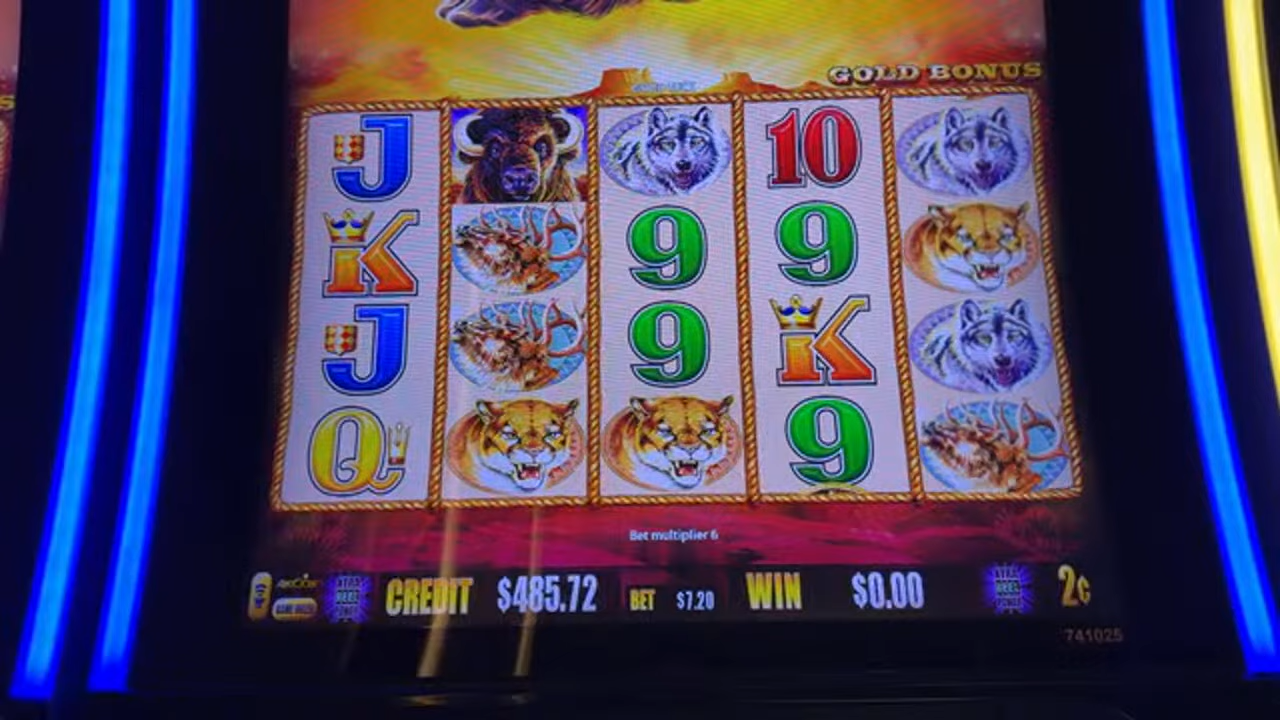 GOLD BONUS
J 10
K 9 9
J 9 K
Q 9
Bet multiplier 6
CREDIT $485.72 BET $7.20 WIN $0.00 2¢
741025